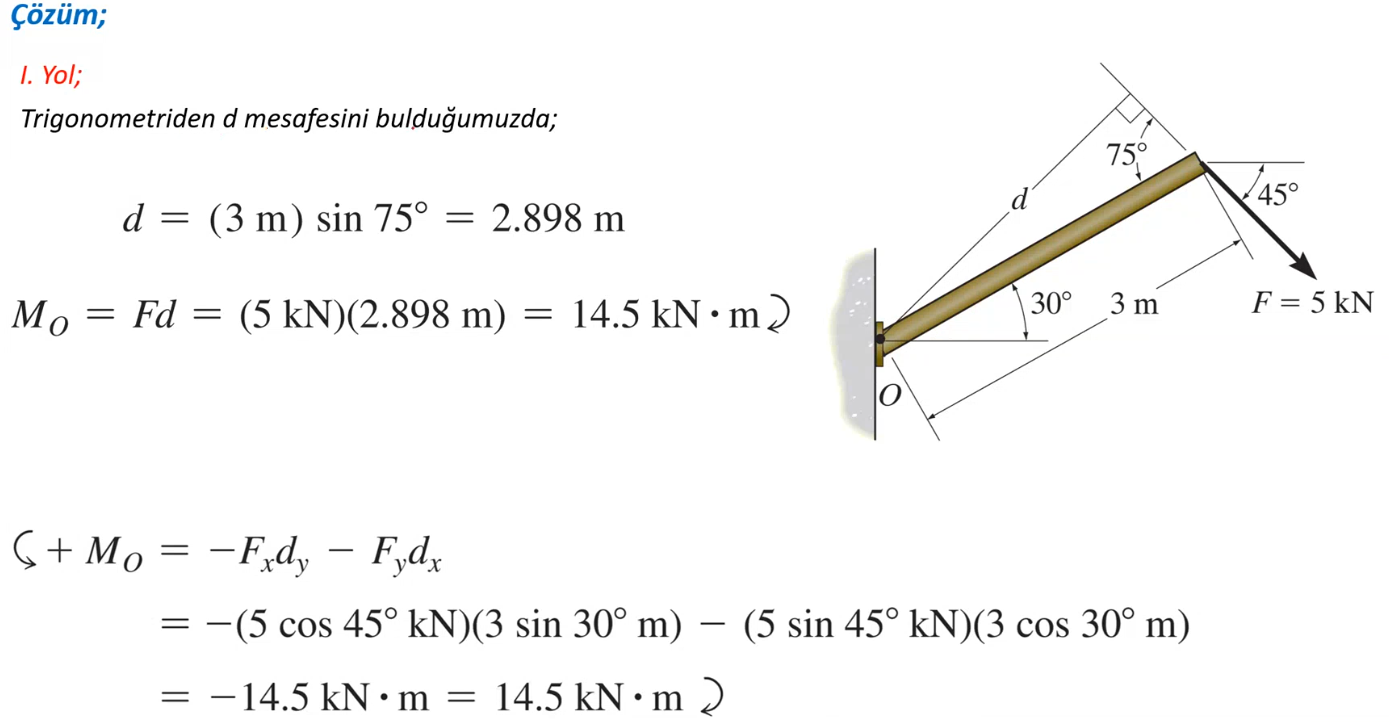 Çözüm;
I. Yol;
Trigonometriden d mesafesini bulduğumuzda;
d = (3 m) sin 75° = 2.898 m
M_O = Fd = (5 kN)(2.898 m) = 14.5 kN·m⤸
75°
d
45°
30°
3 m
F = 5 kN
O
⤹+ M_O = −F_x d_y − F_y d_x
= −(5 cos 45° kN)(3 sin 30° m) − (5 sin 45° kN)(3 cos 30° m)
= −14.5 kN·m = 14.5 kN·m ⤸